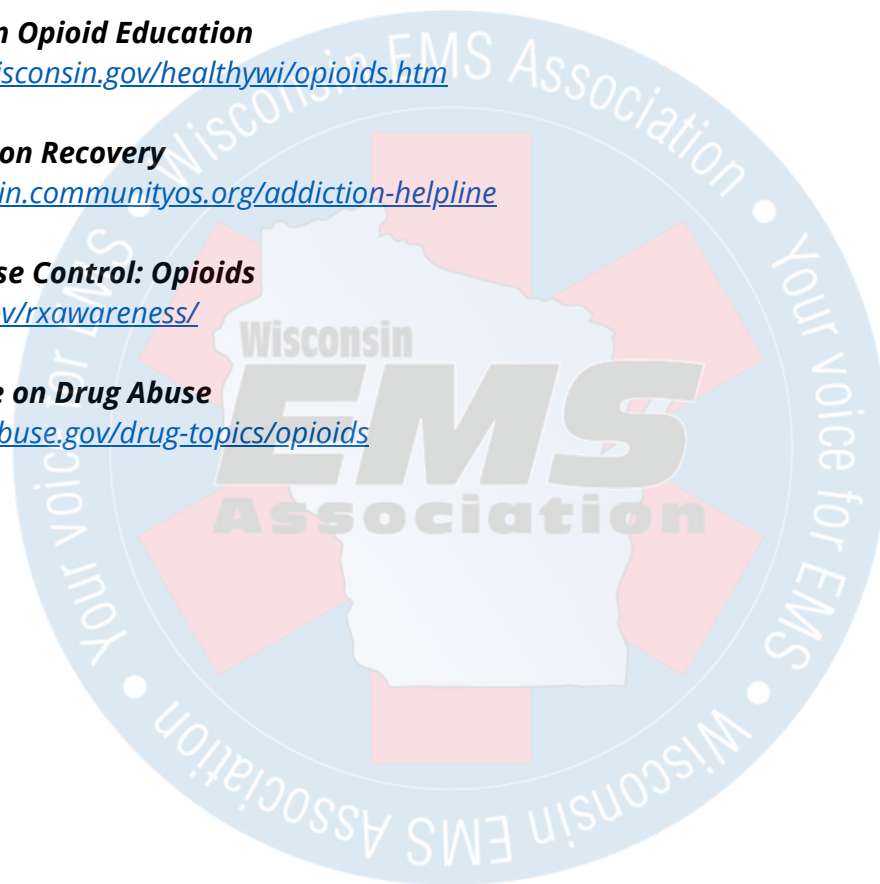 n Opioid Education
isconsin.gov/healthywi/opioids.htm
on Recovery
in.communityos.org/addiction-helpline
se Control: Opioids
ov/rxawareness/
e on Drug Abuse
buse.gov/drug-topics/opioids
Wisconsin
EMS
Association
Wisconsin EMS Association • Your voice for EMS • Wisconsin EMS Association • Your voice for EMS •